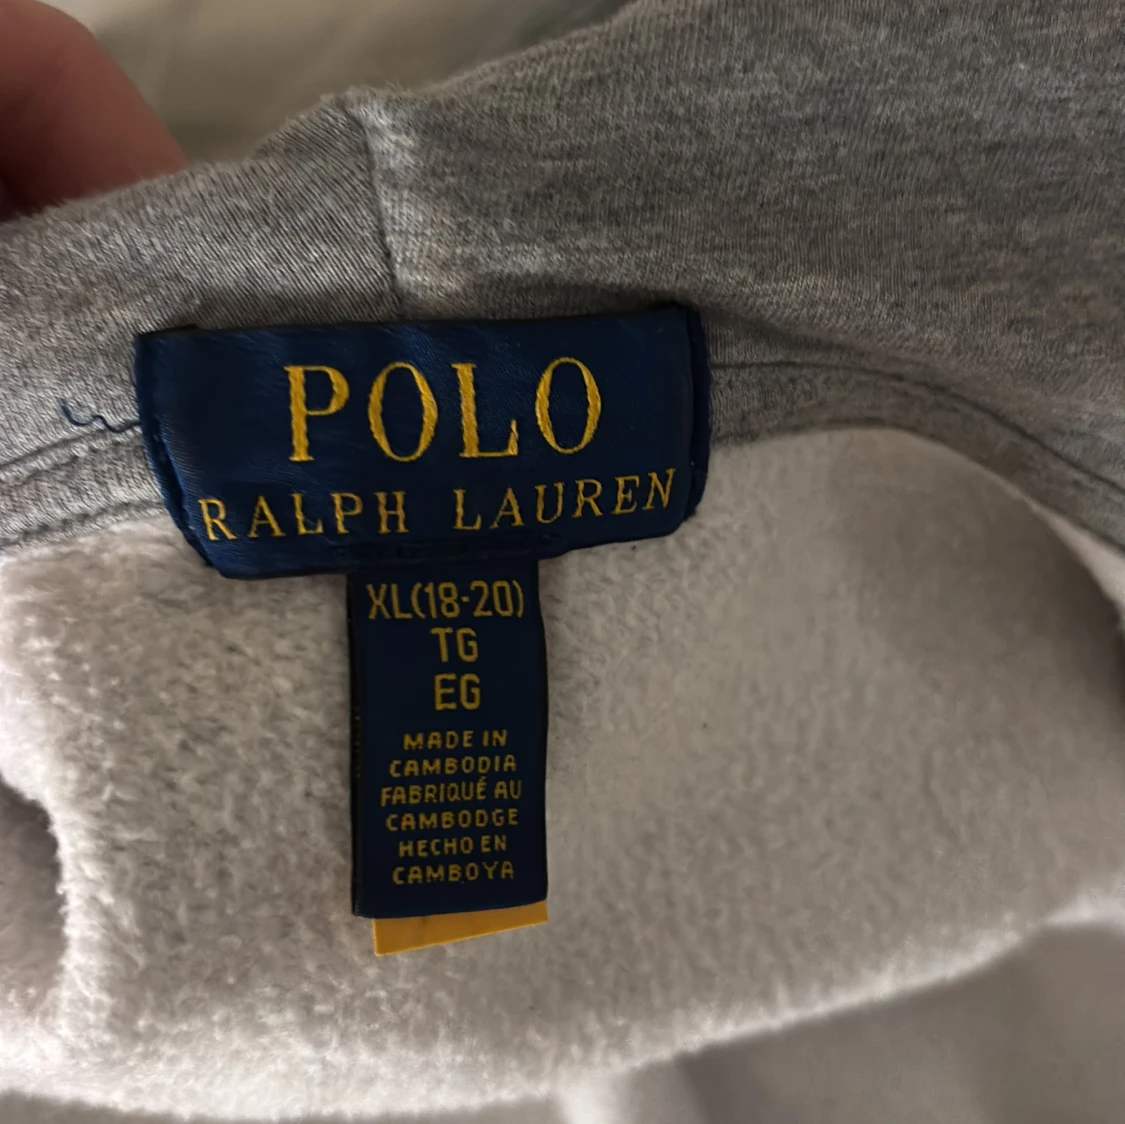 POLO
RALPH LAUREN
XL(18-20)
TG
EG
MADE IN
CAMBODIA
FABRIQUÉ AU
CAMBODGE
HECHO EN
CAMBOYA